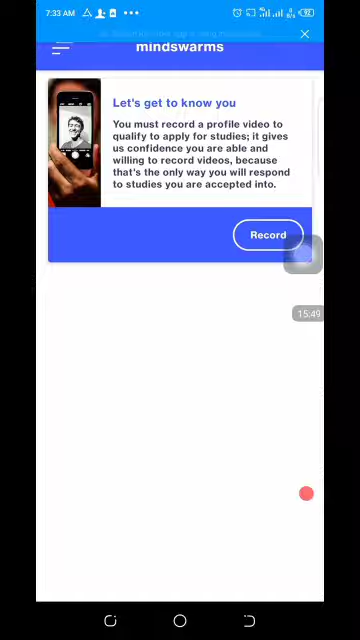 7:33 AM
92
mindswarms
Let's get to know you
You must record a profile video to
qualify to apply for studies; it gives
us confidence you are able and
willing to record videos, because
that's the only way you will respond
to studies you are accepted into.
Record
15:49